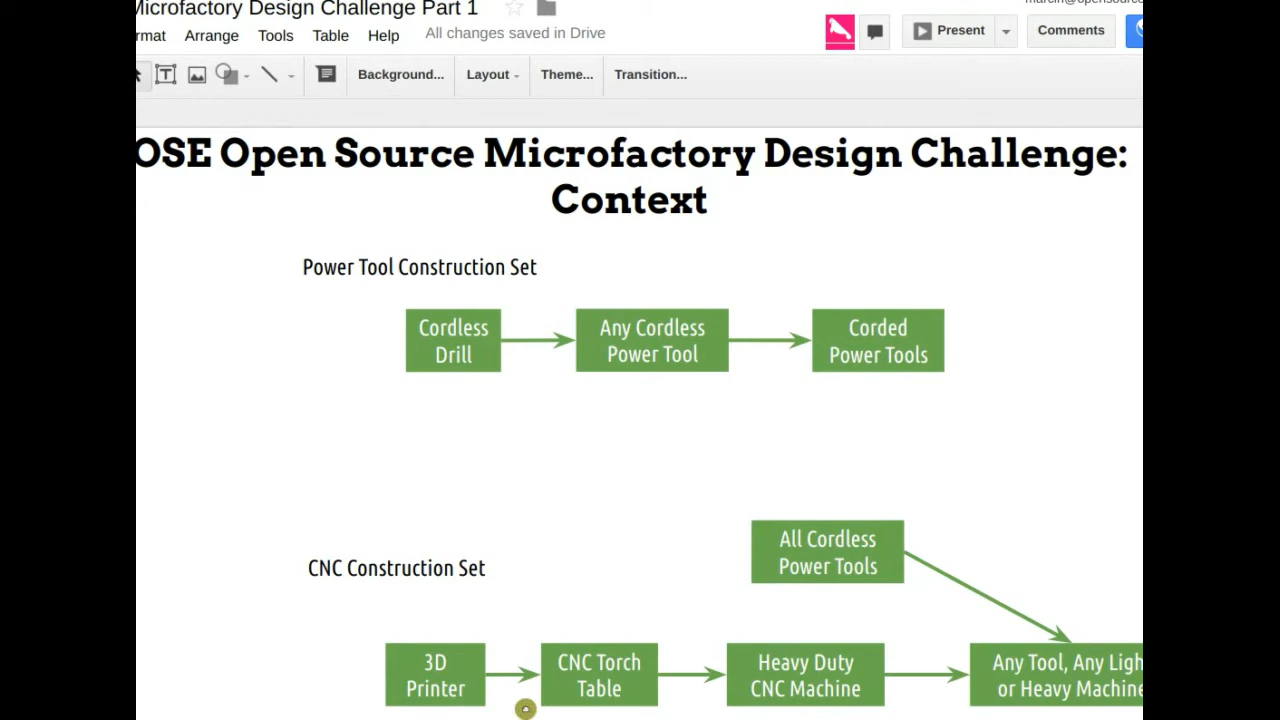 Microfactory Design Challenge Part 1
Arrange Tools Table Help All changes saved in Drive
Present Comments
Background... Layout Theme... Transition...
OSE Open Source Microfactory Design Challenge:
Context
Power Tool Construction Set
Cordless
Drill
Any Cordless
Power Tool
Corded
Power Tools
All Cordless
Power Tools
CNC Construction Set
3D
Printer
CNC Torch
Table
Heavy Duty
CNC Machine
Any Tool, Any Ligh
or Heavy Machine